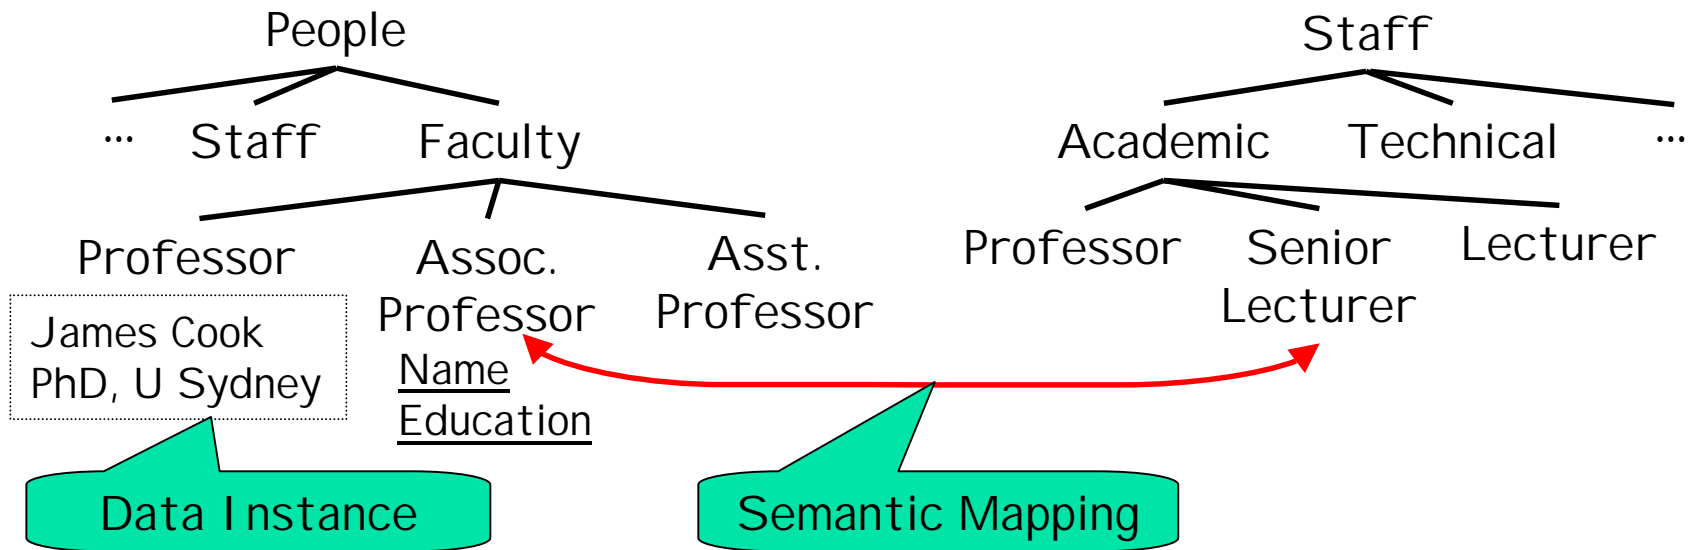 People
Staff
... Staff Faculty
Academic Technical ...
Professor
Assoc.
Professor
Asst.
Professor
Professor
Senior
Lecturer
Lecturer
James Cook
PhD, U Sydney
Name
Education
Data Instance
Semantic Mapping